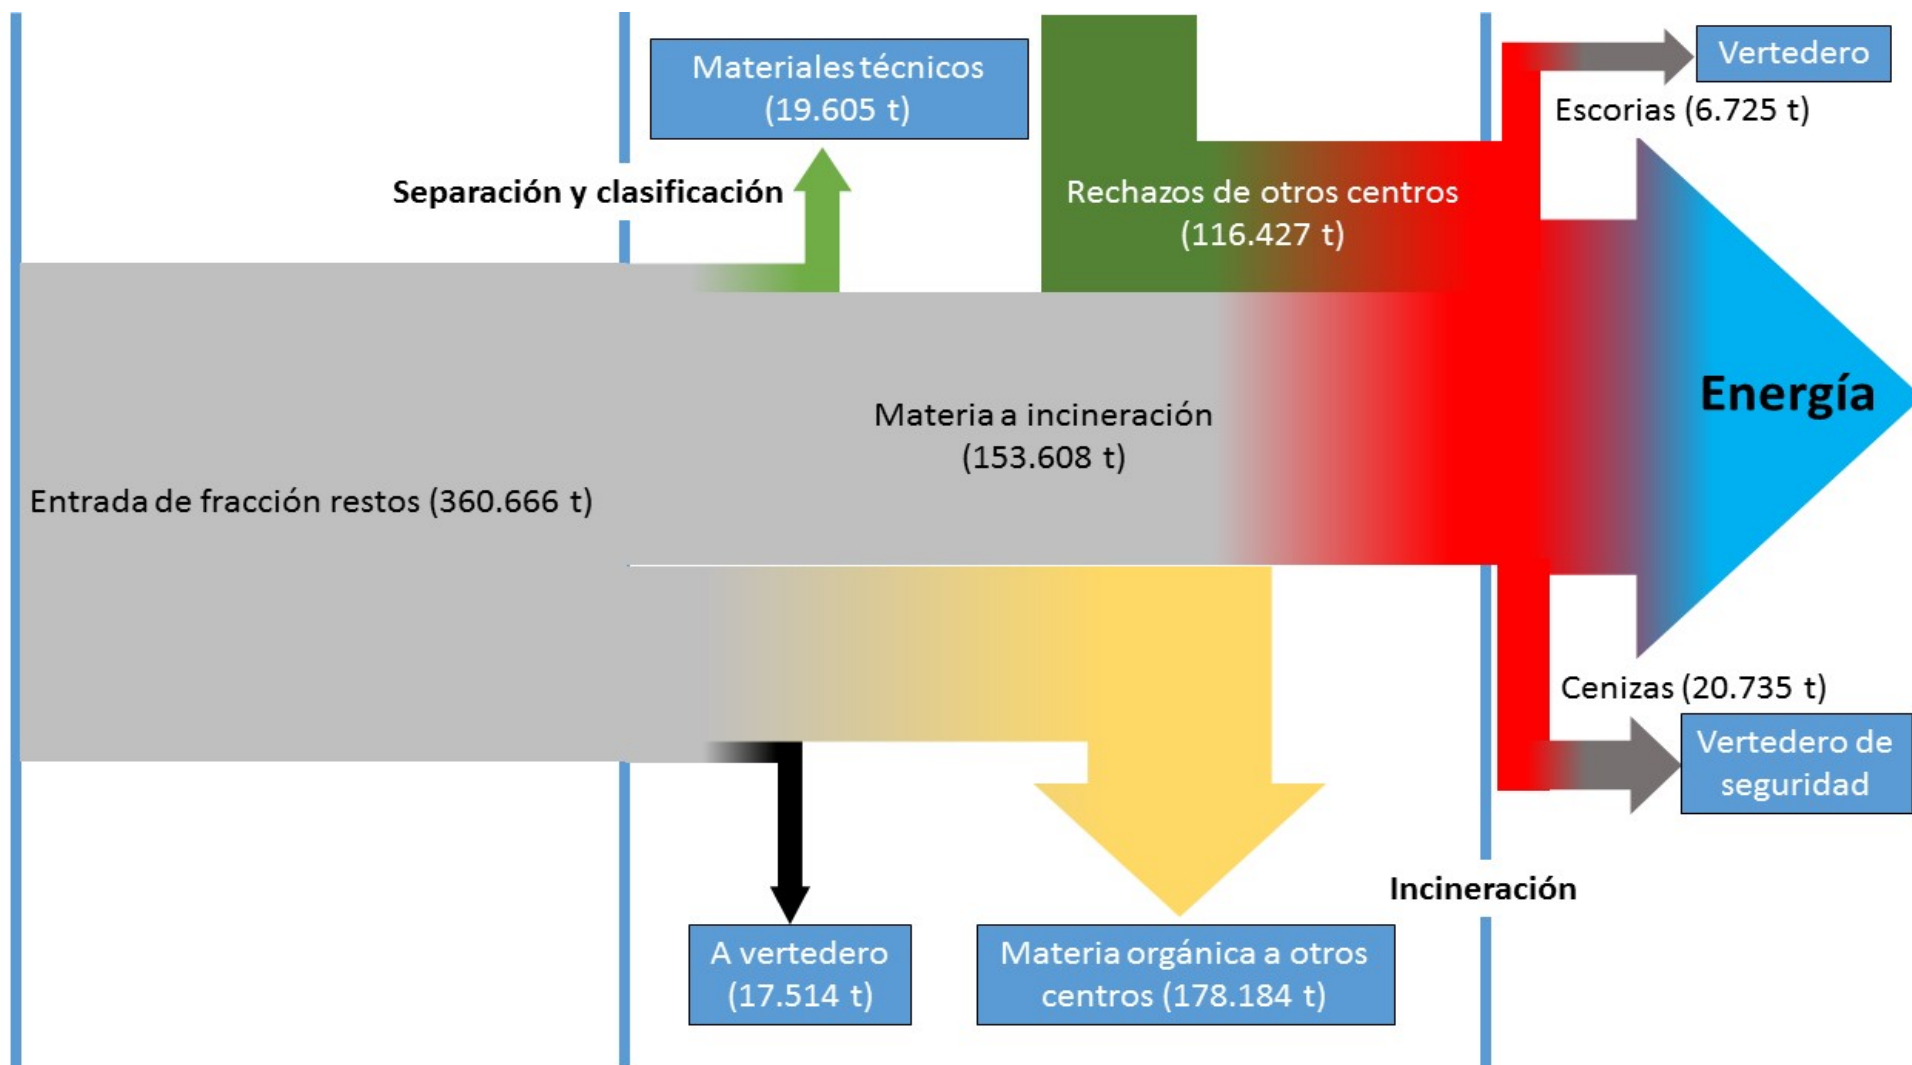 Materiales técnicos
(19.605 t)
Vertedero
Escorias (6.725 t)
Separación y clasificación
Rechazos de otros centros
(116.427 t)
Energía
Materia a incineración
(153.608 t)
Entrada de fracción restos (360.666 t)
Cenizas (20.735 t)
Vertedero de
seguridad
Incineración
A vertedero
(17.514 t)
Materia orgánica a otros
centros (178.184 t)